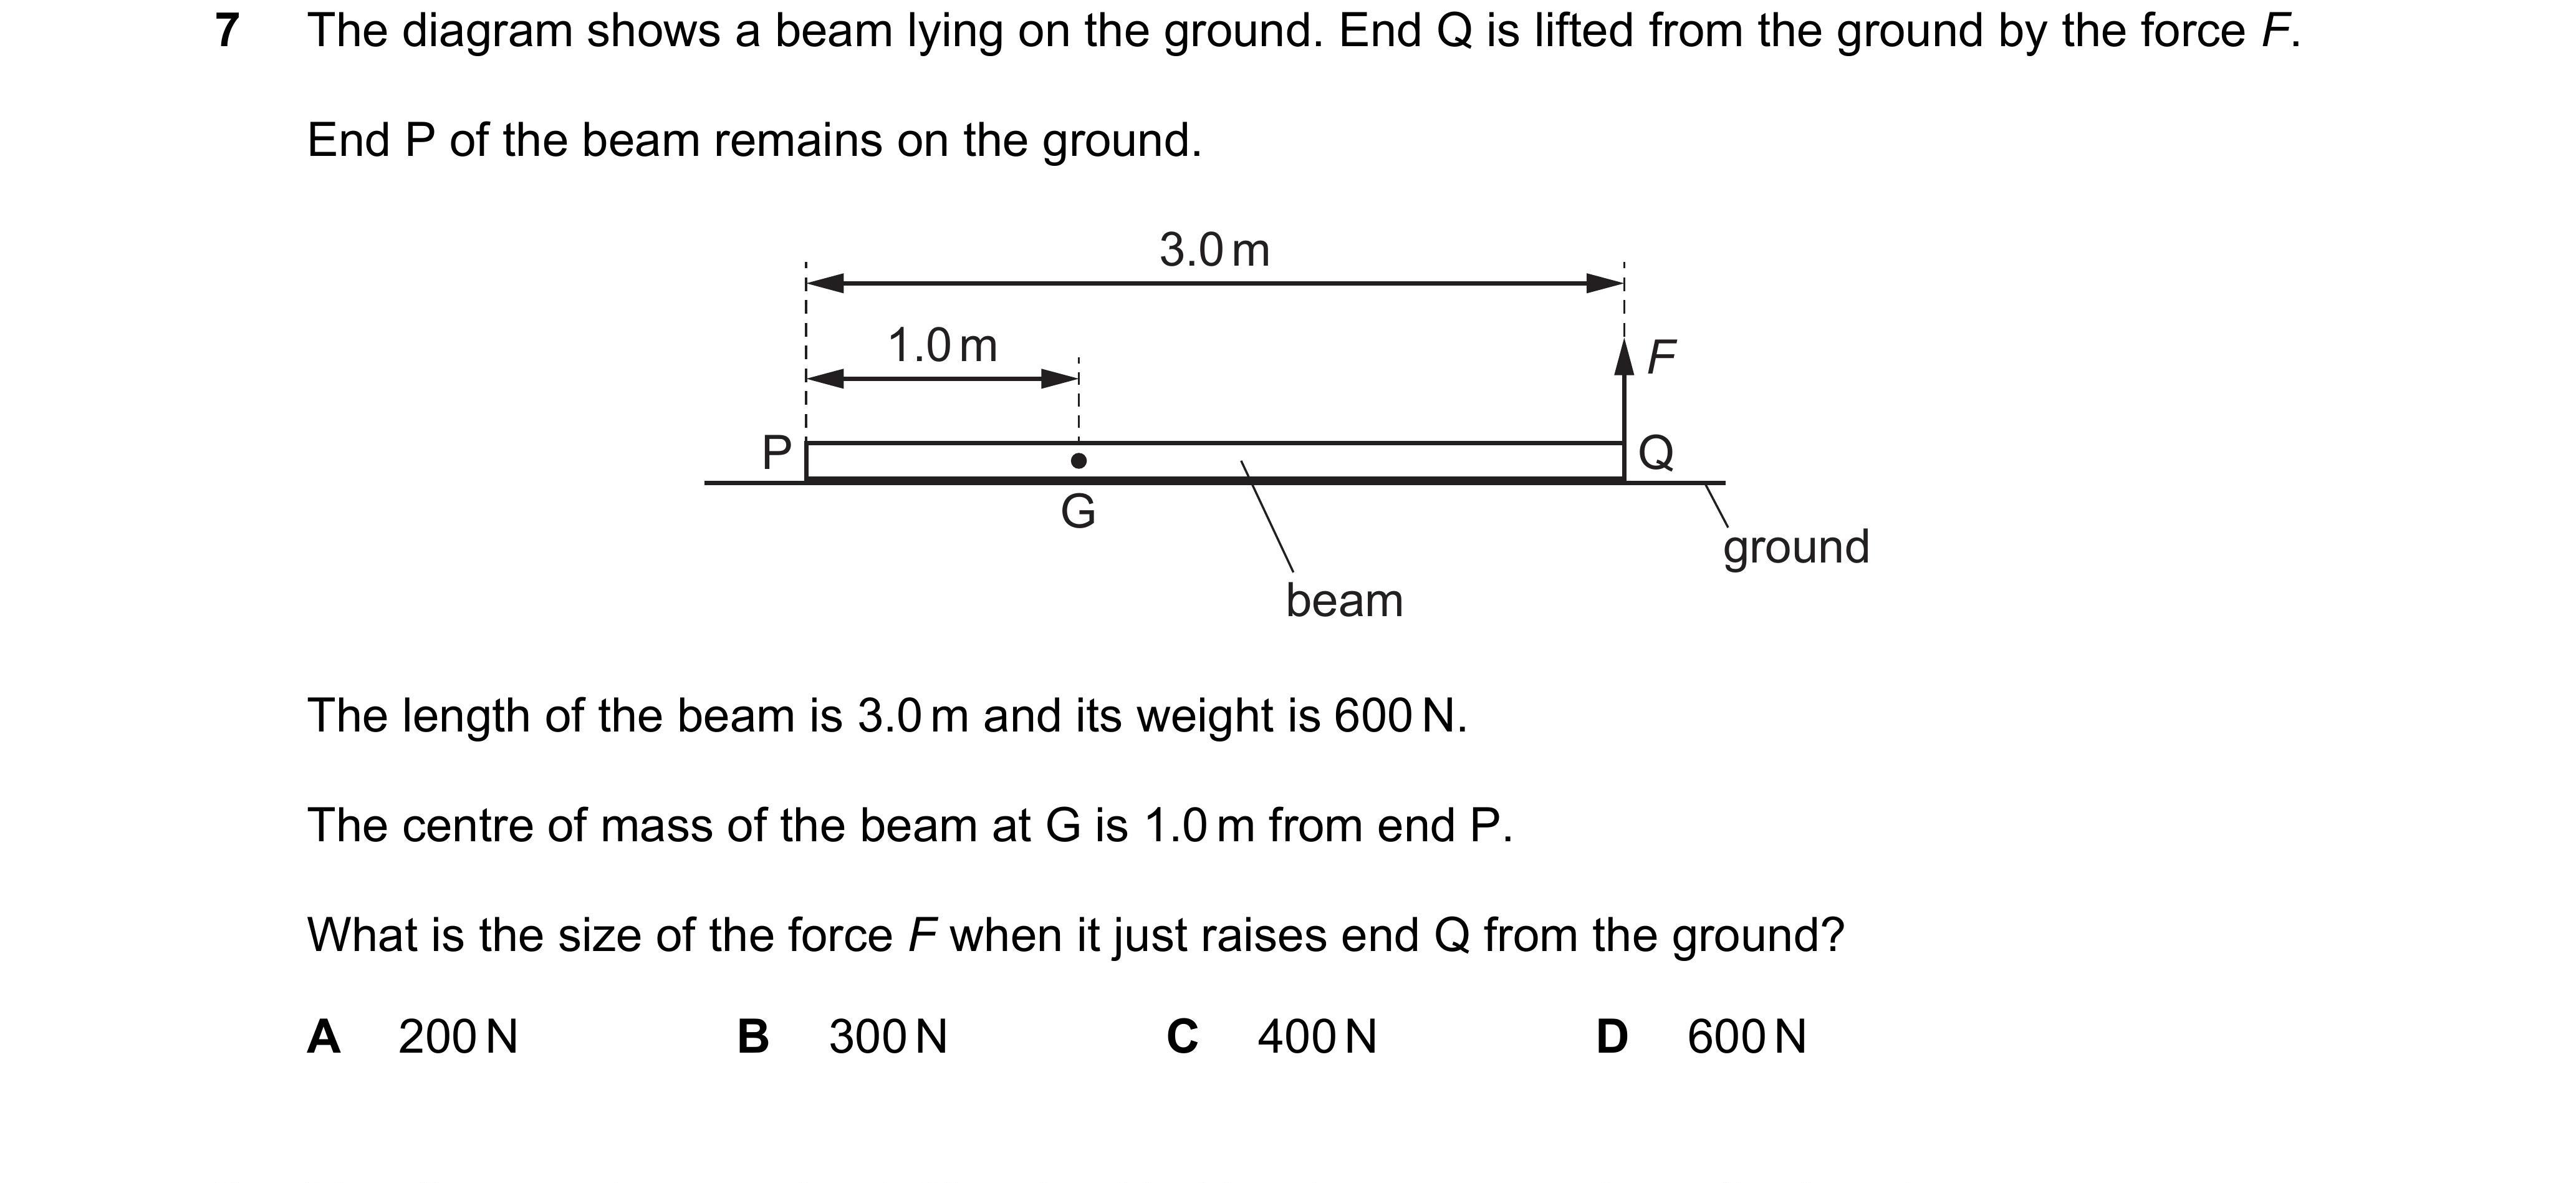 7 The diagram shows a beam lying on the ground. End Q is lifted from the ground by the force F.
End P of the beam remains on the ground.
3.0 m
1.0 m
F
P
Q
G
ground
beam
The length of the beam is 3.0 m and its weight is 600 N.
The centre of mass of the beam at G is 1.0 m from end P.
What is the size of the force F when it just raises end Q from the ground?
A 200 N B 300 N C 400 N D 600 N